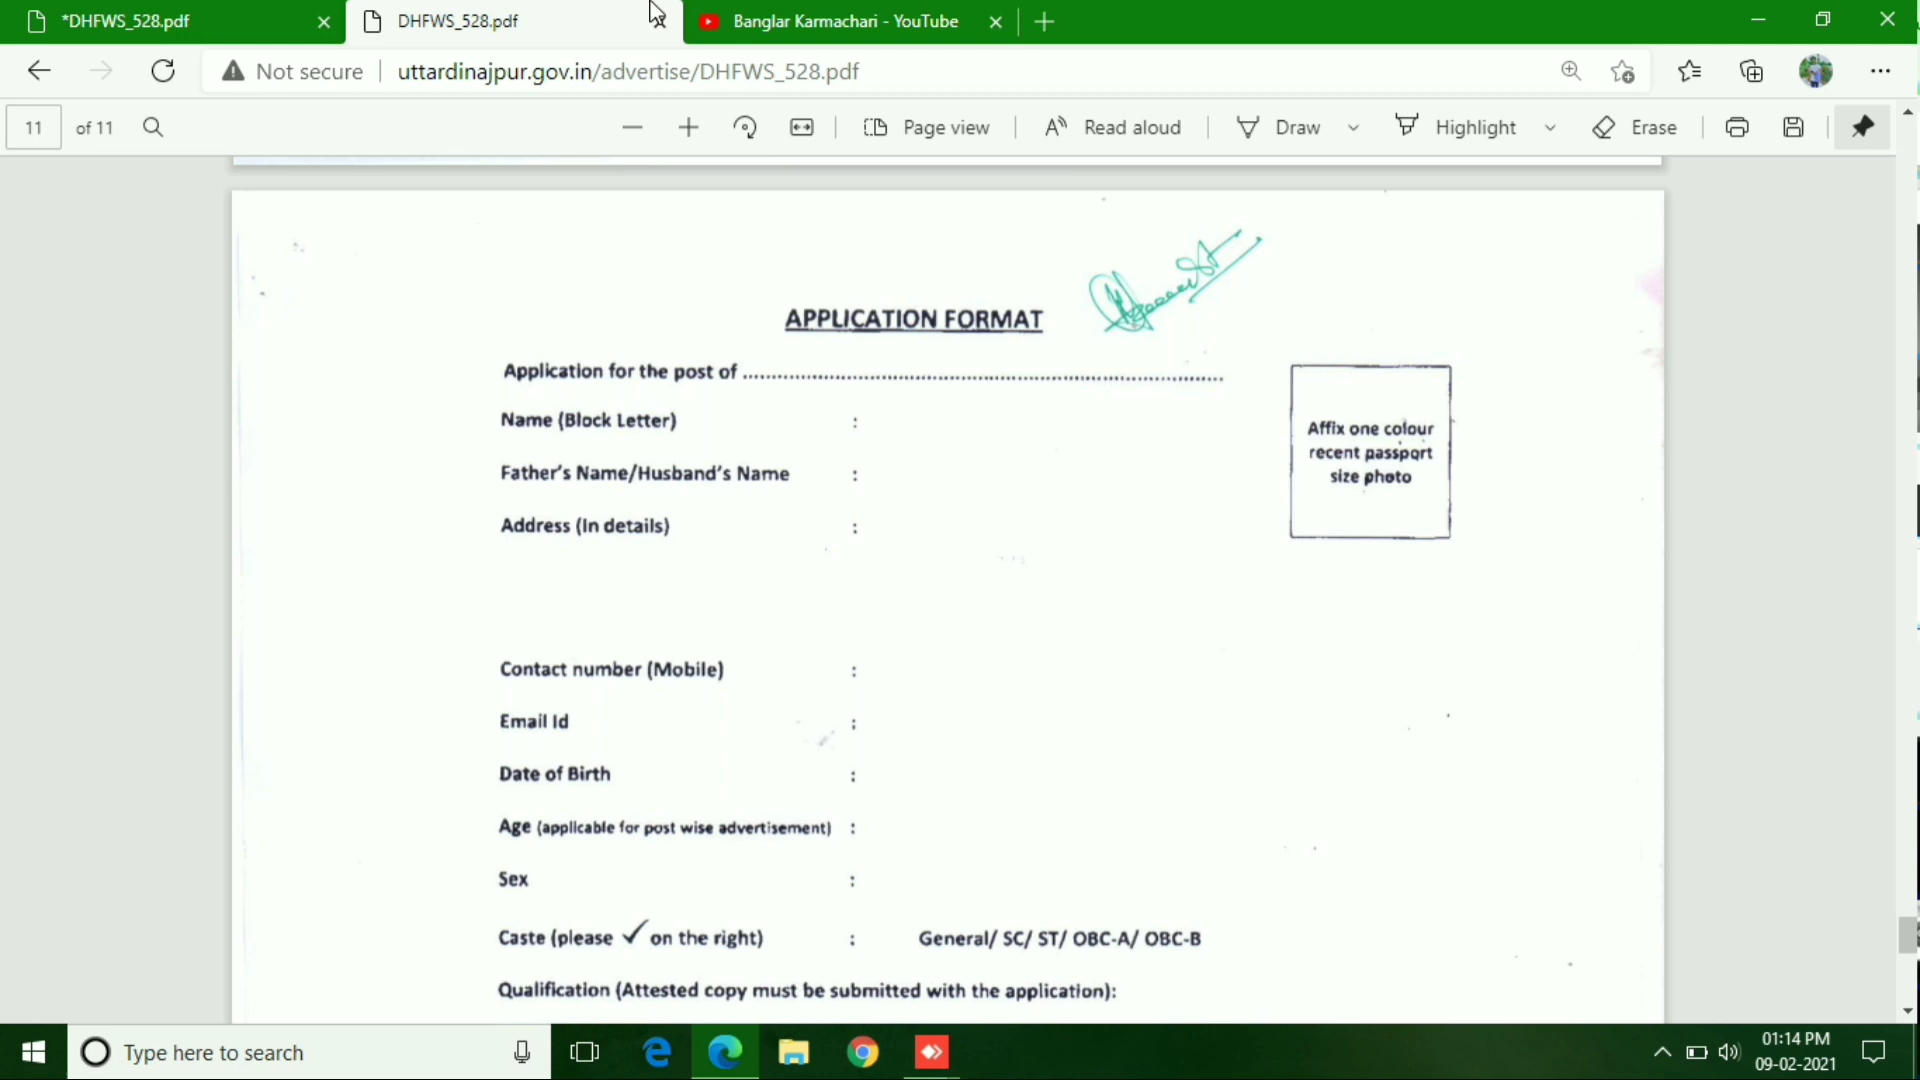 *DHFWS_528.pdf
DHFWS_528.pdf
Banglar Karmachari - YouTube
Not secure
uttardinajpur.gov.in/advertise/DHFWS_528.pdf
11 of 11
Page view
Read aloud
Draw
Highlight
Erase
APPLICATION FORMAT
Application for the post of ................................................................................
Name (Block Letter) :
Father's Name/Husband's Name :
Address (In details) :
Affix one colour
recent passport
size photo
Contact number (Mobile) :
Email Id :
Date of Birth :
Age (applicable for post wise advertisement) :
Sex :
Caste (please ✓ on the right) : General/ SC/ ST/ OBC-A/ OBC-B
Qualification (Attested copy must be submitted with the application):
Type here to search
01:14 PM
09-02-2021